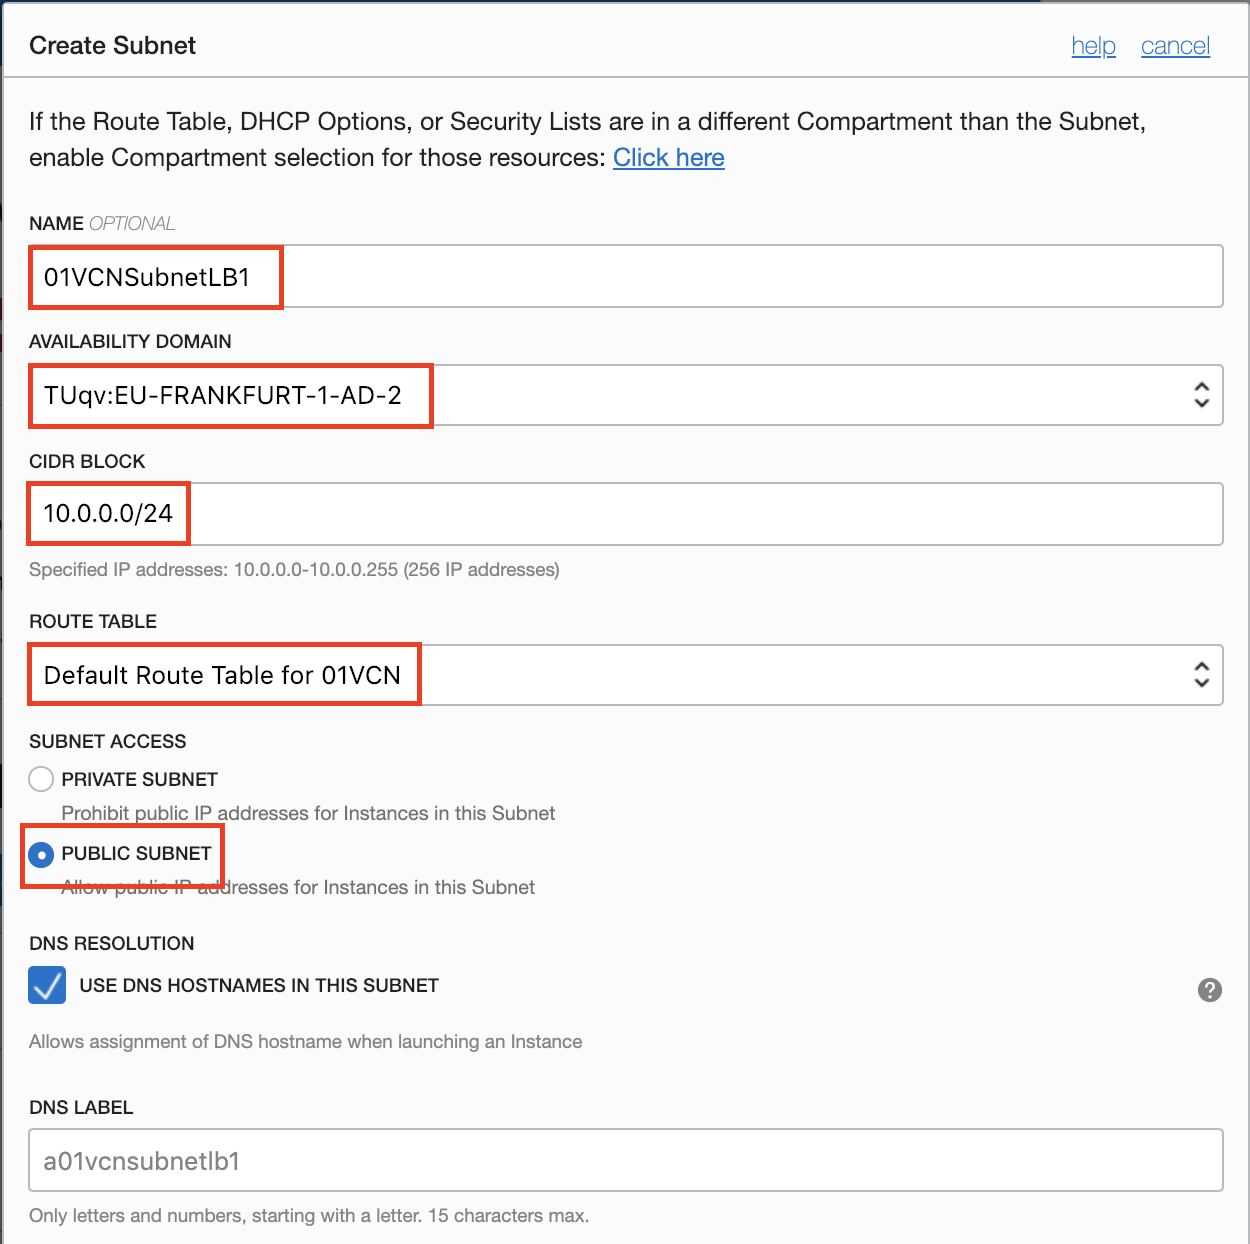 Create Subnet
help cancel
If the Route Table, DHCP Options, or Security Lists are in a different Compartment than the Subnet,
enable Compartment selection for those resources: Click here
NAME OPTIONAL
01VCNSubnetLB1
AVAILABILITY DOMAIN
TUqv:EU-FRANKFURT-1-AD-2
CIDR BLOCK
10.0.0.0/24
Specified IP addresses: 10.0.0.0-10.0.0.255 (256 IP addresses)
ROUTE TABLE
Default Route Table for 01VCN
SUBNET ACCESS
PRIVATE SUBNET
Prohibit public IP addresses for Instances in this Subnet
PUBLIC SUBNET
Allow public IP addresses for Instances in this Subnet
DNS RESOLUTION
USE DNS HOSTNAMES IN THIS SUBNET
?
Allows assignment of DNS hostname when launching an Instance
DNS LABEL
a01vcnsubnetlb1
Only letters and numbers, starting with a letter. 15 characters max.